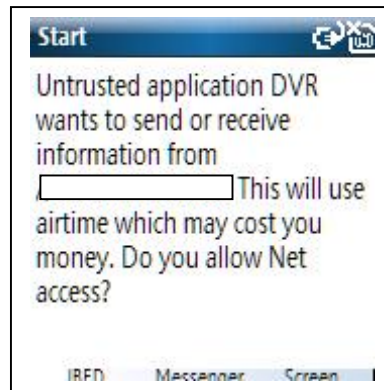 Start
Untrusted application DVR
wants to send or receive
information from
/ This will use
airtime which may cost you
money. Do you allow Net
access?
Messenger Screen